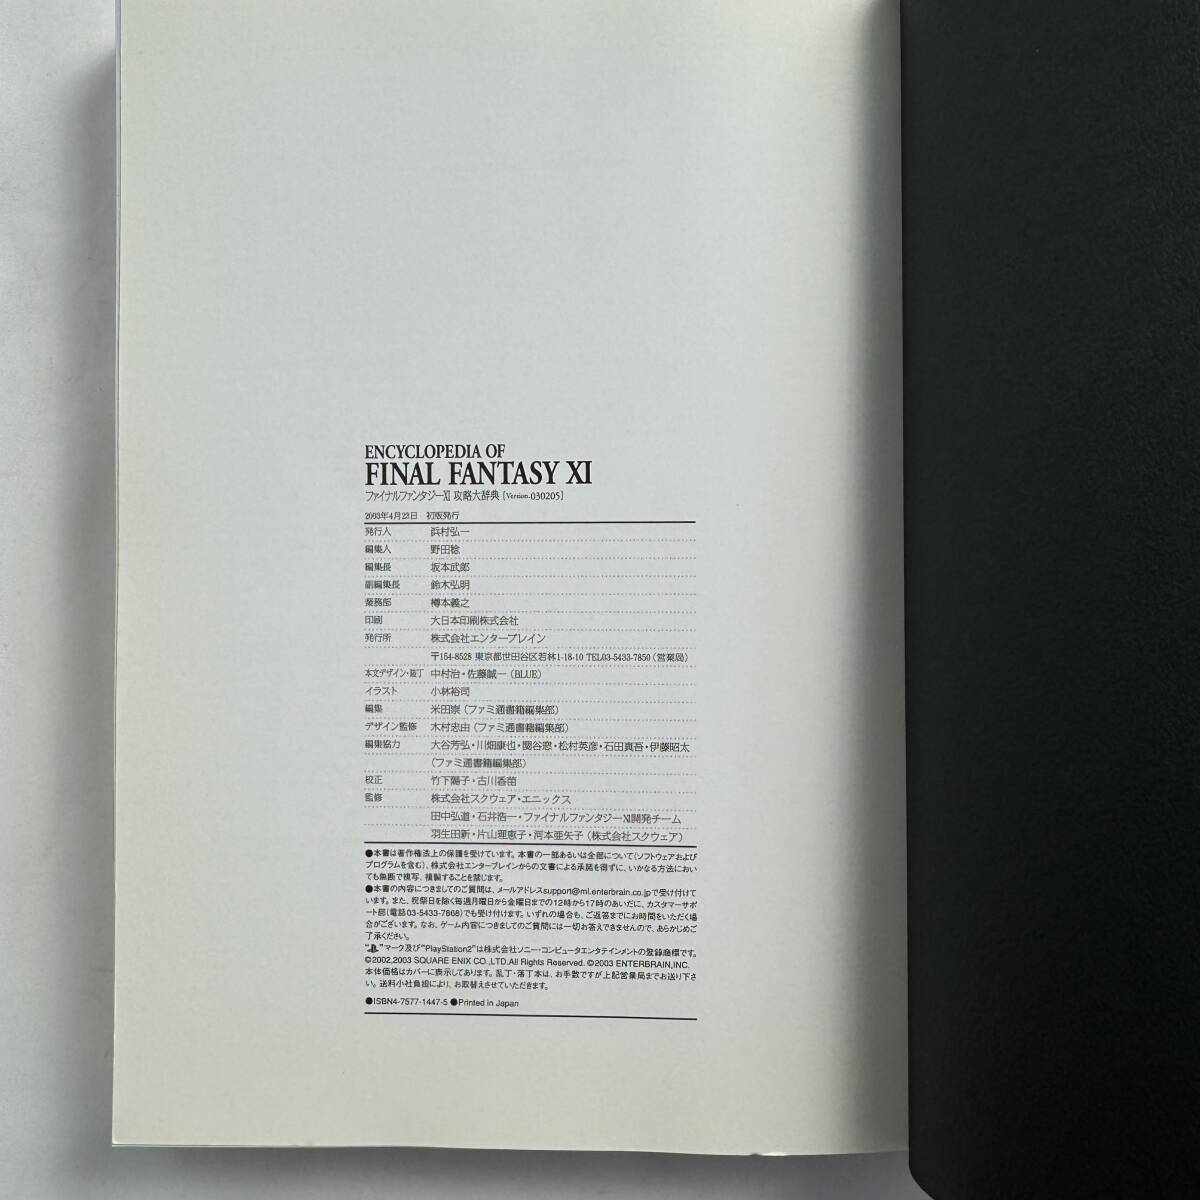 ENCYCLOPEDIA OF
FINAL FANTASY XI
ファイナルファンタジーXI 攻略大辞典 [Version.030205]
2003年4月23日 初版発行
発行人 浜村弘一
編集人 野田稔
編集長 坂本武郎
副編集長 鈴木弘明
業務部 樽本義之
印刷 大日本印刷株式会社
発行所 株式会社エンターブレイン
〒154-8528 東京都世田谷区若林1-18-10 TEL03-5433-7850(営業局)
本文デザイン・装丁 中村治・佐藤誠一(BLUE)
イラスト 小林裕司
編集 米田崇(ファミ通書籍編集部)
デザイン監修 木村忠由(ファミ通書籍編集部)
編集協力 大谷芳弘・川畑康也・関谷悳・松村英彦・石田真吾・伊藤昭太
(ファミ通書籍編集部)
校正 竹下陽子・古川香苗
監修 株式会社スクウェア・エニックス
田中弘道・石井浩一・ファイナルファンタジーXI開発チーム
羽生田新・片山理恵子・河本亜矢子(株式会社スクウェア)
●本書は著作権法上の保護を受けています。本書の一部あるいは全部について(ソフトウェアおよび
プログラムを含む)、株式会社エンターブレインからの文書による承諾を得ずに、いかなる方法におい
ても無断で複写、複製することを禁じます。
●本書の内容につきましてのご質問は、メールアドレスsupport@ml.enterbrain.co.jpで受け付けて
います。また、祝祭日を除く毎週月曜日から金曜日までの12時から17時のあいだに、カスタマーサポ
ート部(電話03-5433-7868)でも受け付けます。いずれの場合も、ご返答までにお時間をいただく場
合がございます。なお、ゲーム内容につきましてのご質問には一切お答えできませんので、あらかじめご
了承ください。
“PS”マーク及び“PlayStation2”は株式会社ソニー・コンピュータエンタテインメントの登録商標です。
©2002,2003 SQUARE ENIX CO.,LTD.All Rights Reserved. ©2003 ENTERBRAIN,INC.
本体価格はカバーに表示してあります。乱丁・落丁本は、お手数ですが上記営業局までお送り下さ
い。送料小社負担により、お取替えさせていただきます。
●ISBN4-7577-1447-5 ●Printed in Japan